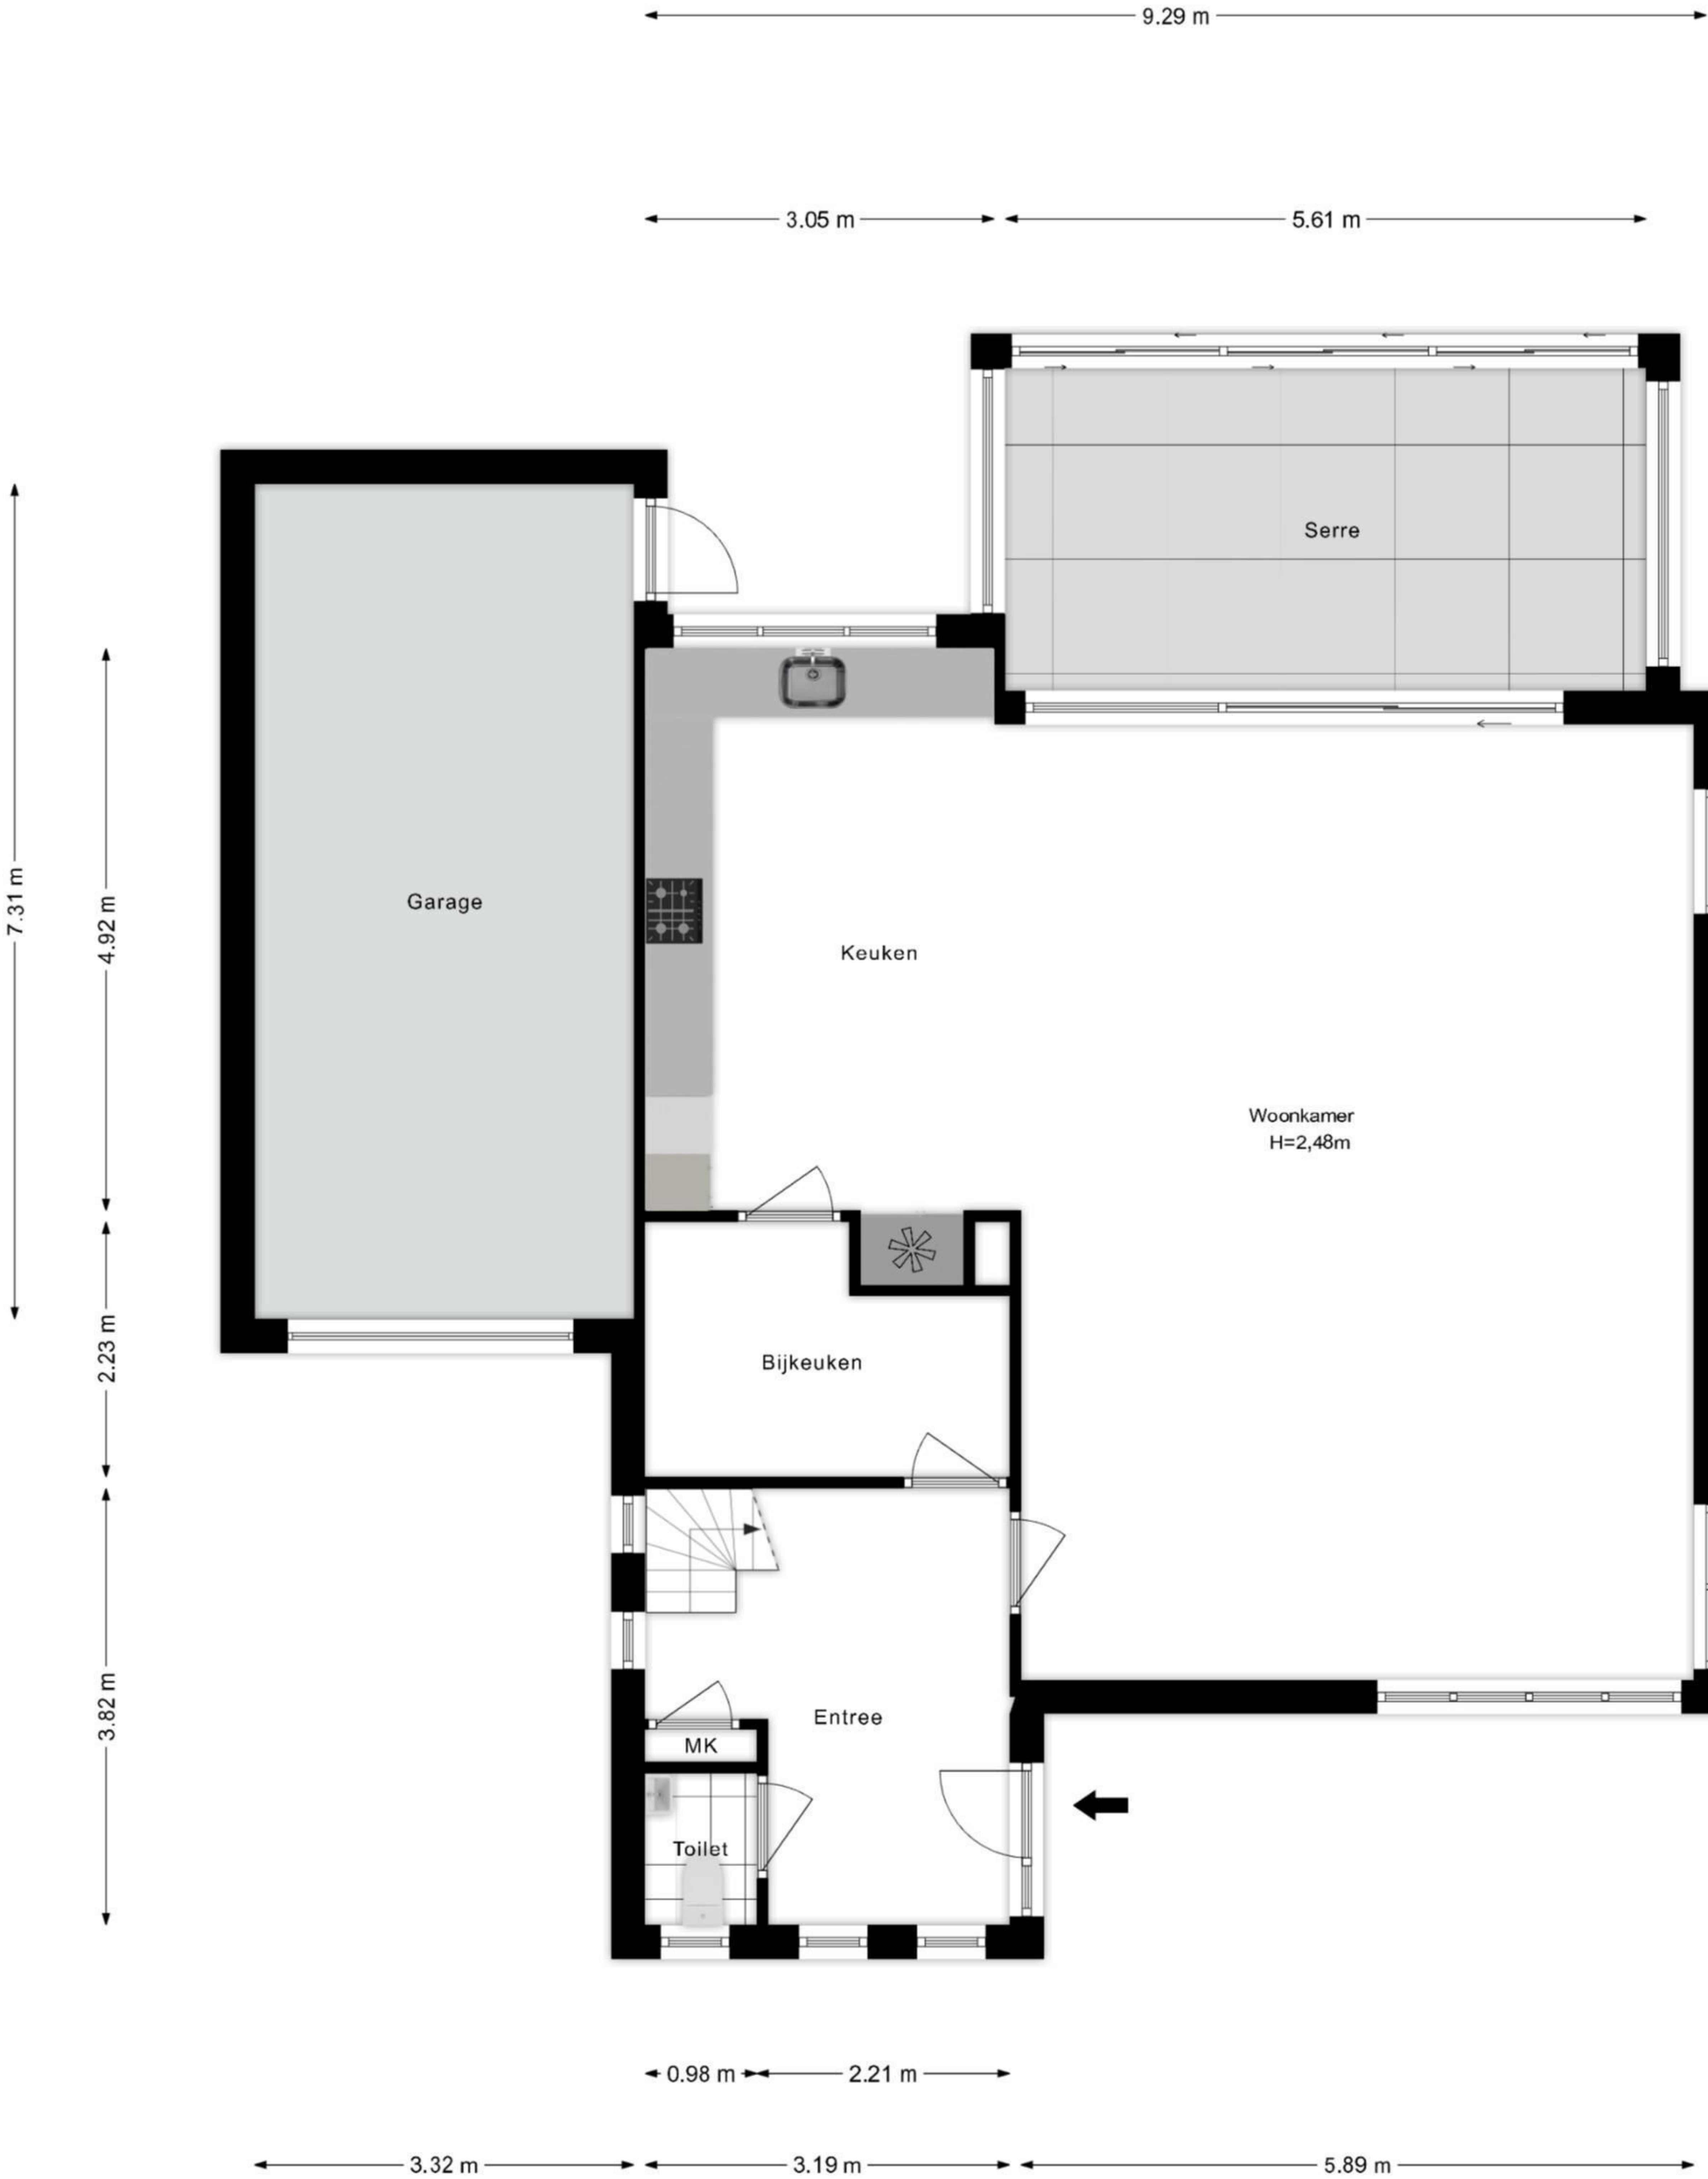 9.29 m
3.05 m
5.61 m
Serre
7.31 m
4.92 m
Garage
Keuken
Woonkamer
H=2,48m
2.23 m
Bijkeuken
3.82 m
Entree
MK
Toilet
0.98 m
2.21 m
3.32 m
3.19 m
5.89 m